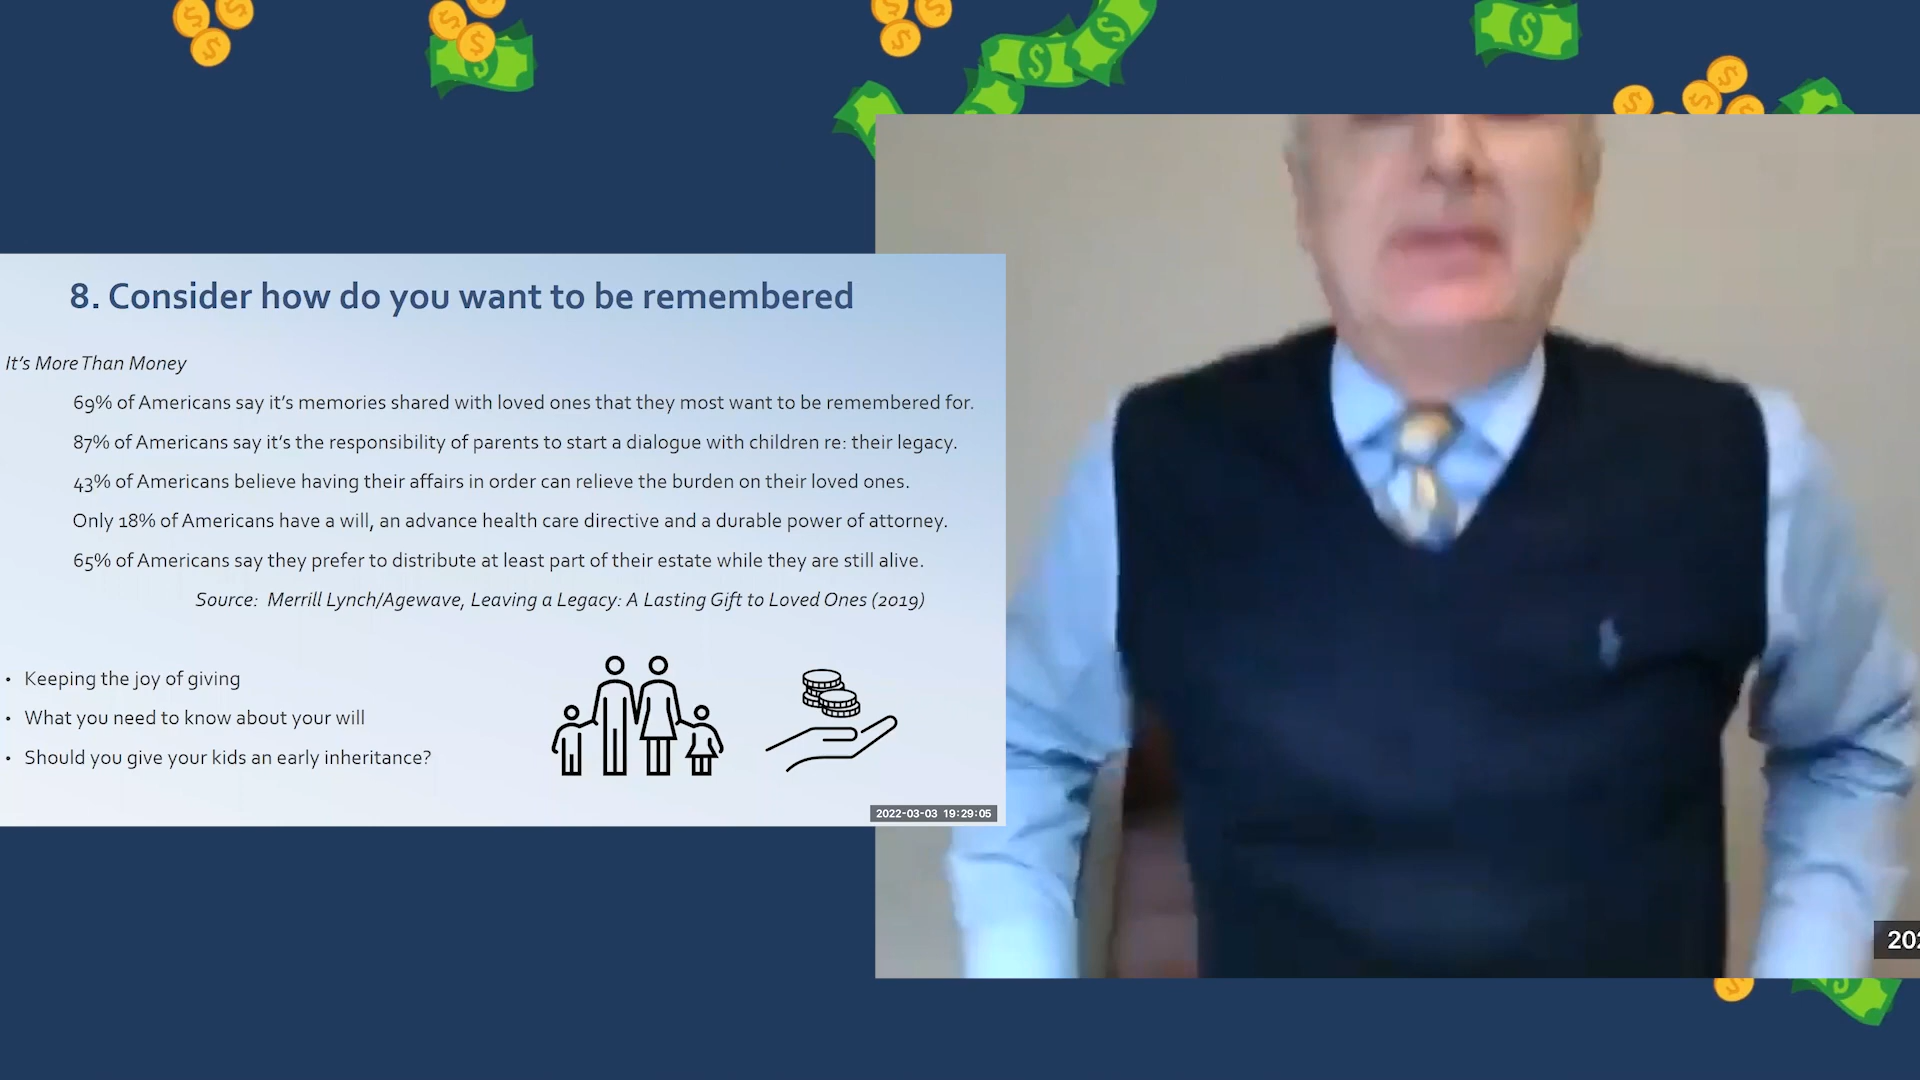 8. Consider how do you want to be remembered
It's More Than Money
69% of Americans say it's memories shared with loved ones that they most want to be remembered for.
87% of Americans say it's the responsibility of parents to start a dialogue with children re: their legacy.
43% of Americans believe having their affairs in order can relieve the burden on their loved ones.
Only 18% of Americans have a will, an advance health care directive and a durable power of attorney.
65% of Americans say they prefer to distribute at least part of their estate while they are still alive.
Source: Merrill Lynch/Agewave, Leaving a Legacy: A Lasting Gift to Loved Ones (2019)
• Keeping the joy of giving
• What you need to know about your will
• Should you give your kids an early inheritance?
2022-03-03 19:29:05